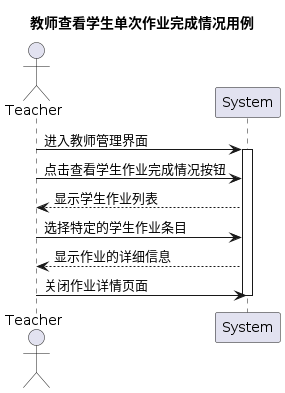 教师查看学生单次作业完成情况用例
Teacher
System
进入教师管理界面
点击查看学生作业完成情况按钮
显示学生作业列表
选择特定的学生作业条目
显示作业的详细信息
关闭作业详情页面
Teacher
System